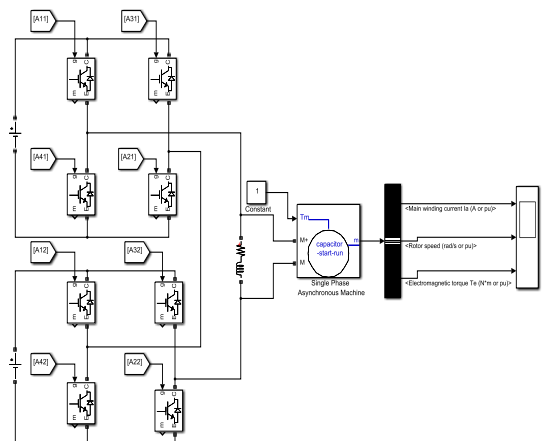 [A11]
[A31]
g
C
g
C
m
E
m
E
[A41]
[A21]
g
C
g
C
m
E
m
E
1
Constant
Tm
M+
M
capacitor
-start-run
m
Single Phase
Asynchronous Machine
<Main winding current Ia (A or pu)>
<Rotor speed (rad/s or pu)>
<Electromagnetic torque Te (N*m or pu)>
[A12]
[A32]
g
C
g
C
m
E
m
E
[A42]
[A22]
g
C
g
C
m
E
m
E
+
+